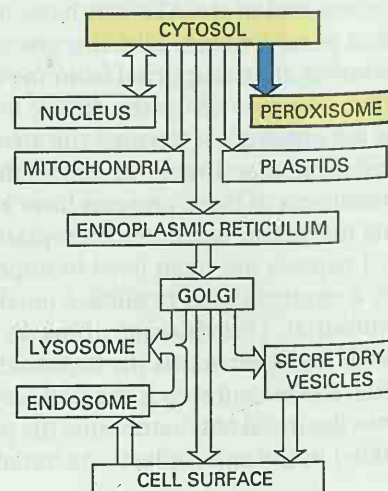 CYTOSOL
NUCLEUS
PEROXISOME
MITOCHONDRIA
PLASTIDS
ENDOPLASMIC RETICULUM
GOLGI
LYSOSOME
SECRETORY
VESICLES
ENDOSOME
CELL SURFACE